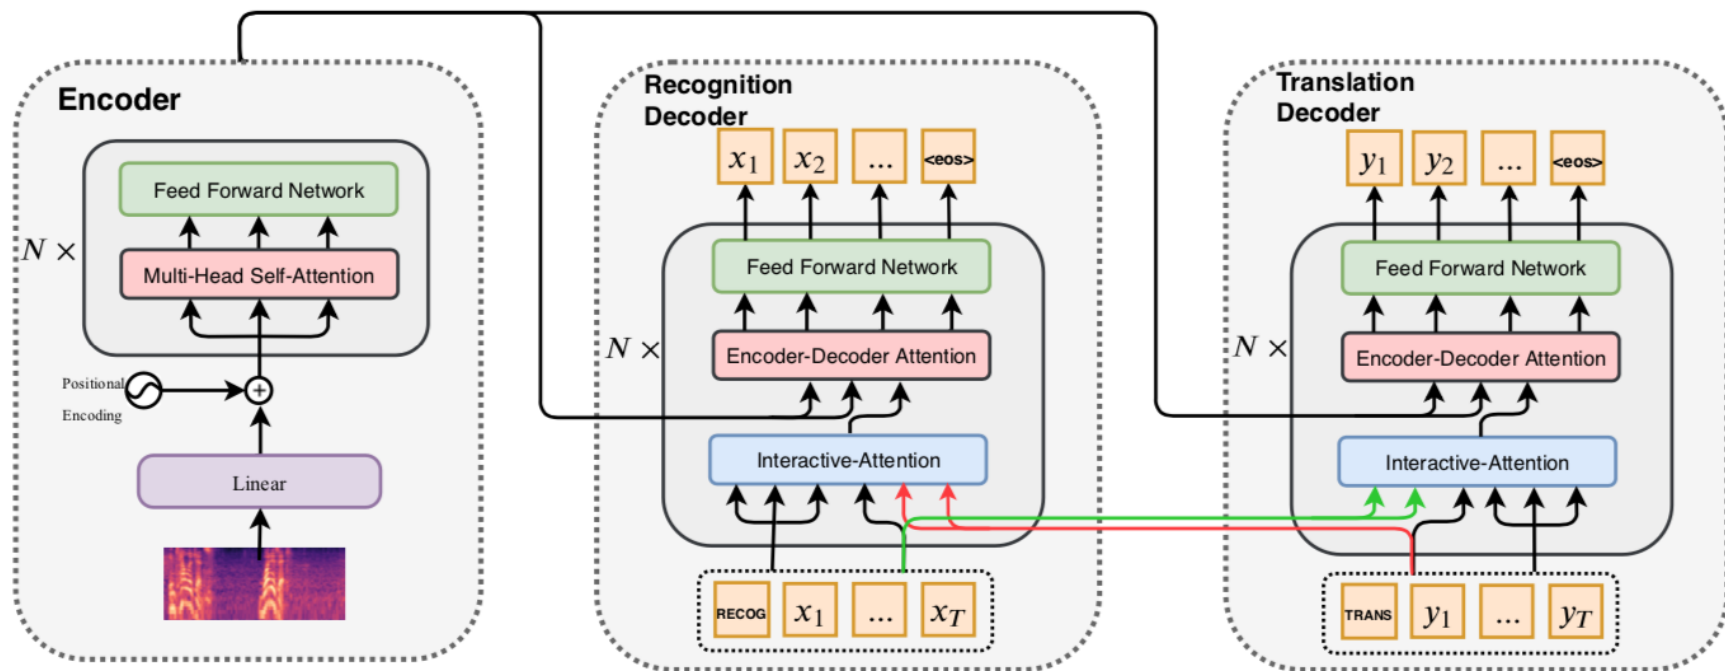 Encoder
Feed Forward Network
N ×
Multi-Head Self-Attention
Positional
Encoding
+
Linear
Recognition
Decoder
x1 x2 ... <eos>
Feed Forward Network
N ×
Encoder-Decoder Attention
Interactive-Attention
RECOG x1 ... xT
Translation
Decoder
y1 y2 ... <eos>
Feed Forward Network
N ×
Encoder-Decoder Attention
Interactive-Attention
TRANS y1 ... yT